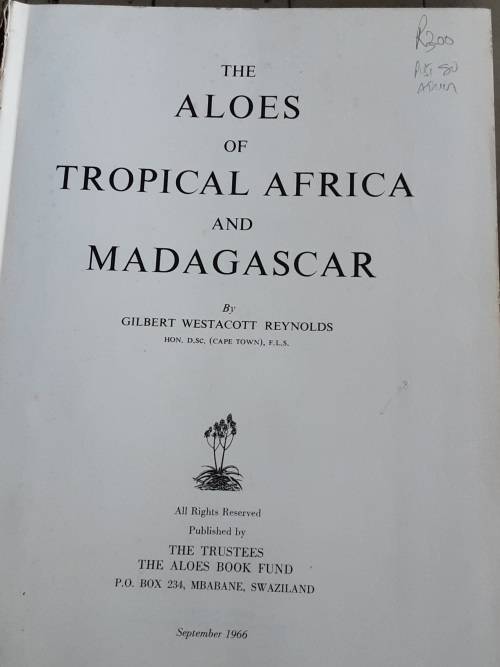 R300
THE
ALOES
OF
TROPICAL AFRICA
AND
MADAGASCAR
By
GILBERT WESTACOTT REYNOLDS
HON. D.SC. (CAPE TOWN), F.L.S.
All Rights Reserved
Published by
THE TRUSTEES
THE ALOES BOOK FUND
P.O. BOX 234, MBABANE, SWAZILAND
September 1966